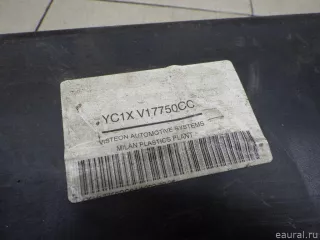 YC1X V17750CC
VISTEON AUTOMOTIVE SYSTEMS
MILAN PLASTICS PLANT
© eaural.ru